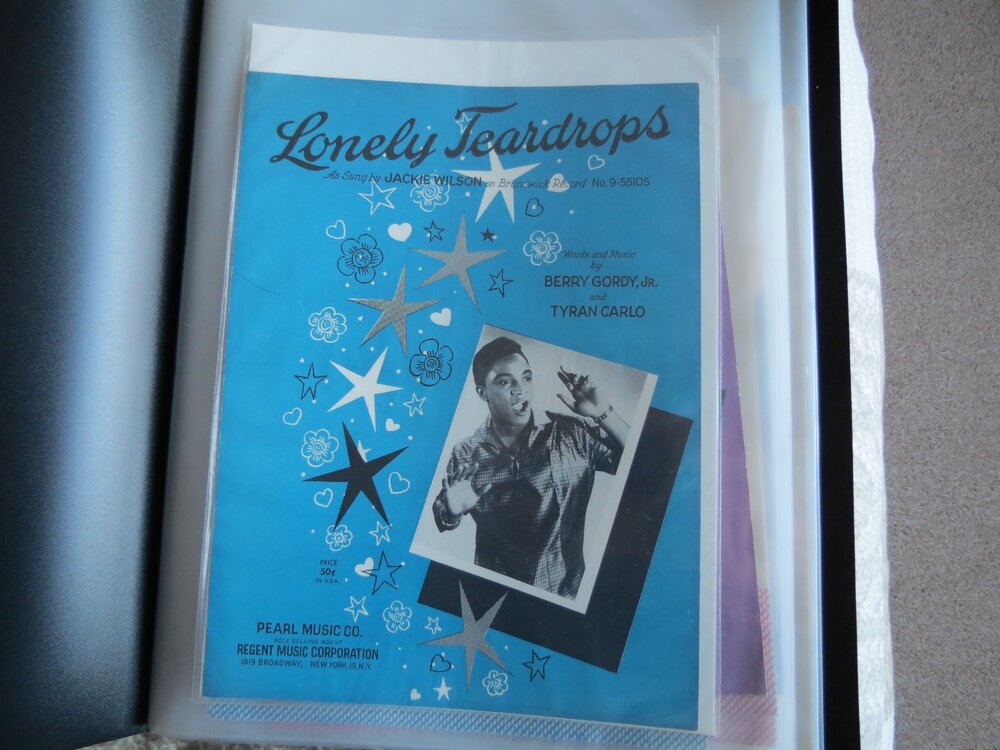 Lonely Teardrops
As Sung by JACKIE WILSON on Brunswick Record No. 9-55105
Words and Music
by
BERRY GORDY, JR.
and
TYRAN CARLO
PRICE
50¢
IN U.S.A.
PEARL MUSIC CO.
SOLE SELLING AGENT
REGENT MUSIC CORPORATION
1619 BROADWAY, NEW YORK 19, N.Y.